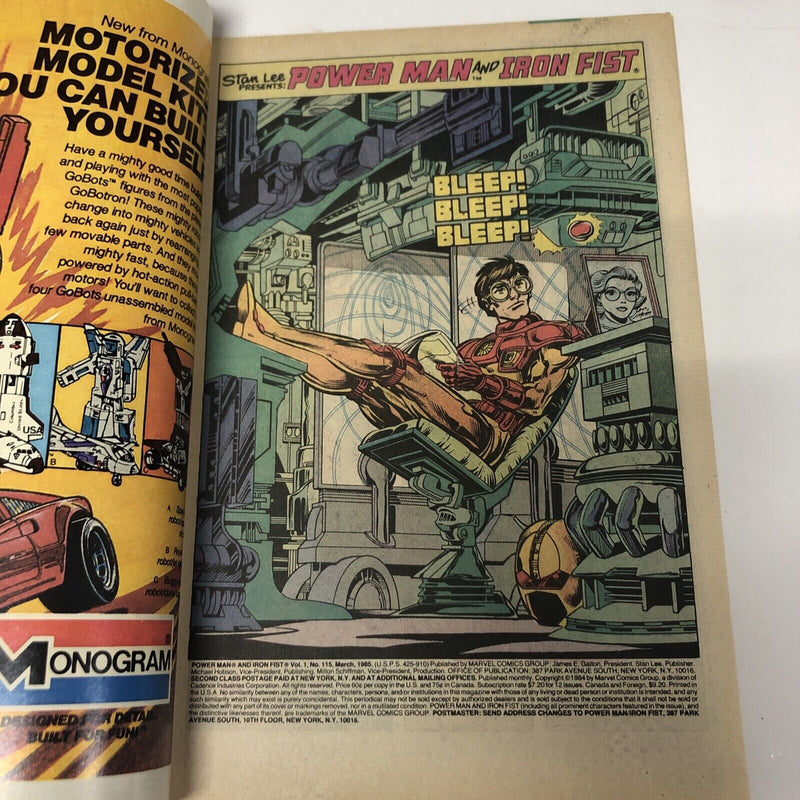 New from Monogra
MOTORIZE
MODEL KIT
OU CAN BUIL
YOURSEL
Have a mighty good time
and playing with the most
GoBots™ figures from the
GoBotron! These mighty
change into mighty vehicles
back again just by rearran
few movable parts. And they
mighty fast, because the
powered by hot-action pull
motors! You'll want to colle
four GoBots unassembled model
from Monogra
USA
B
A
B
C
MONOGRAM
DESIGNED FOR DETAIL.
BUILT FOR FUN!™
Stan Lee
PRESENTS: POWER MAN AND IRON FIST®
TM
BLEEP!
BLEEP!
BLEEP!
POWER MAN® AND IRON FIST® Vol. 1, No. 115, March, 1985. (U.S.P.S. 425-910) Published by MARVEL COMICS GROUP. James E. Galton, President. Stan Lee, Publisher.
Michael Hobson, Vice-President, Publishing. Milton Schiffman, Vice-President, Production. OFFICE OF PUBLICATION: 387 PARK AVENUE SOUTH, NEW YORK, N.Y. 10016.
SECOND CLASS POSTAGE PAID AT NEW YORK, N.Y. AND AT ADDITIONAL MAILING OFFICES. Published monthly. Copyright © 1984 by Marvel Comics Group, a division of
Cadence Industries Corporation. All rights reserved. Price 60¢ per copy in the U.S. and 75¢ in Canada. Subscription rate $7.20 for 12 issues. Canada and Foreign, $9.20. Printed in
the U.S.A. No similarity between any of the names, characters, persons, and/or institutions in this magazine with those of any living or dead person or institution is intended, and any
such similarity which may exist is purely coincidental. This periodical may not be sold except by authorized dealers and is sold subject to the conditions that it shall not be sold or
distributed with any part of its cover or markings removed, nor in a mutilated condition. POWER MAN AND IRON FIST (including all prominent characters featured in the issue), and
the distinctive likenesses thereof, are trademarks of the MARVEL COMICS GROUP. POSTMASTER: SEND ADDRESS CHANGES TO POWER MAN/IRON FIST, 387 PARK
AVENUE SOUTH, 10TH FLOOR, NEW YORK, N.Y. 10016.